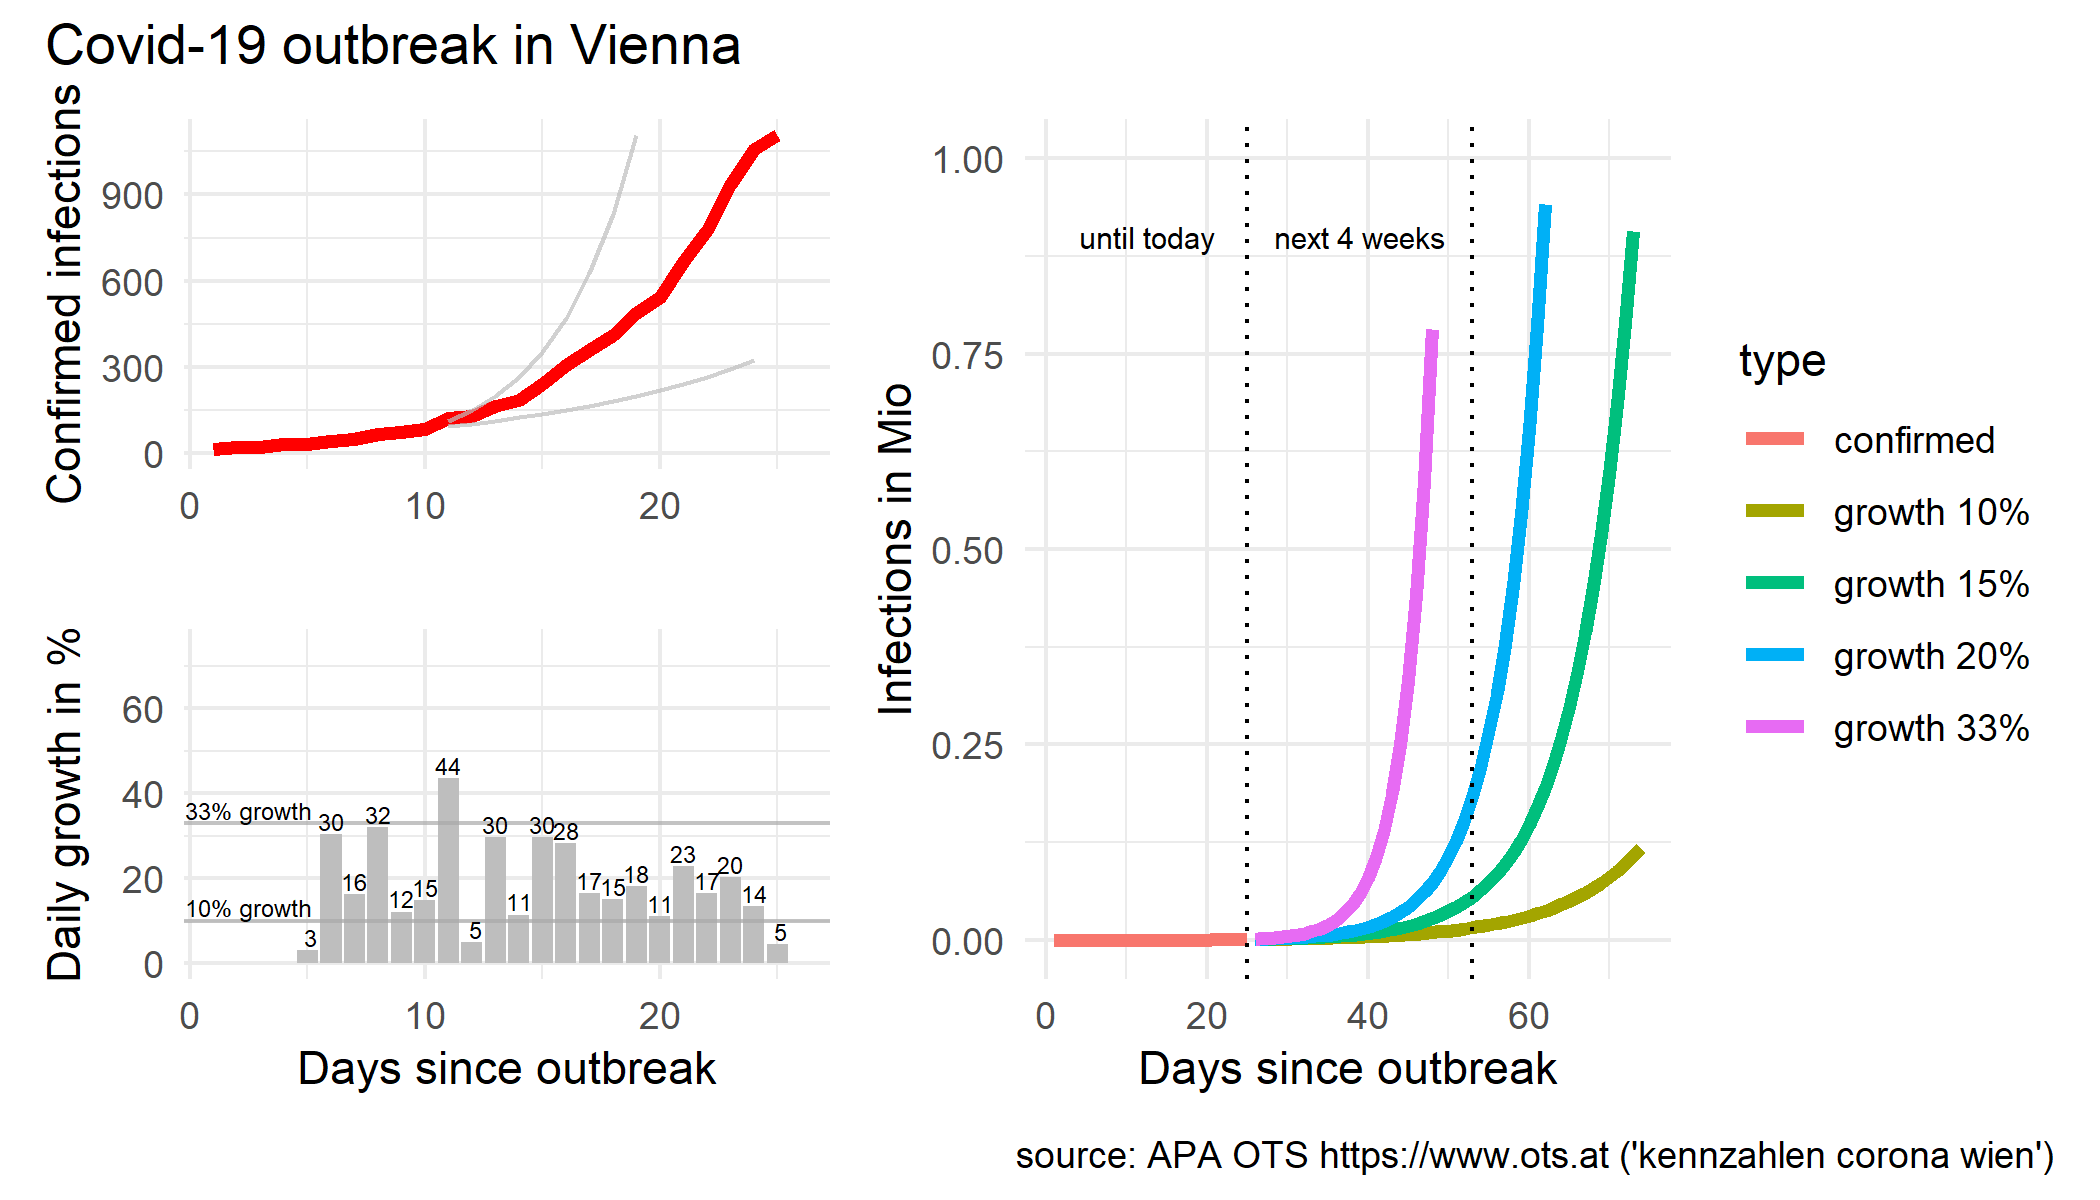 Covid-19 outbreak in Vienna
Confirmed infections
900
600
300
0
0 10 20
Daily growth in %
60
40
20
0
33% growth
10% growth
3 30 16 32 12 15 44 5 30 11 30 28 17 15 18 11 23 17 20 14 5
0 10 20
Days since outbreak
Infections in Mio
1.00
0.75
0.50
0.25
0.00
until today next 4 weeks
0 20 40 60
Days since outbreak
type
confirmed
growth 10%
growth 15%
growth 20%
growth 33%
source: APA OTS https://www.ots.at ('kennzahlen corona wien')